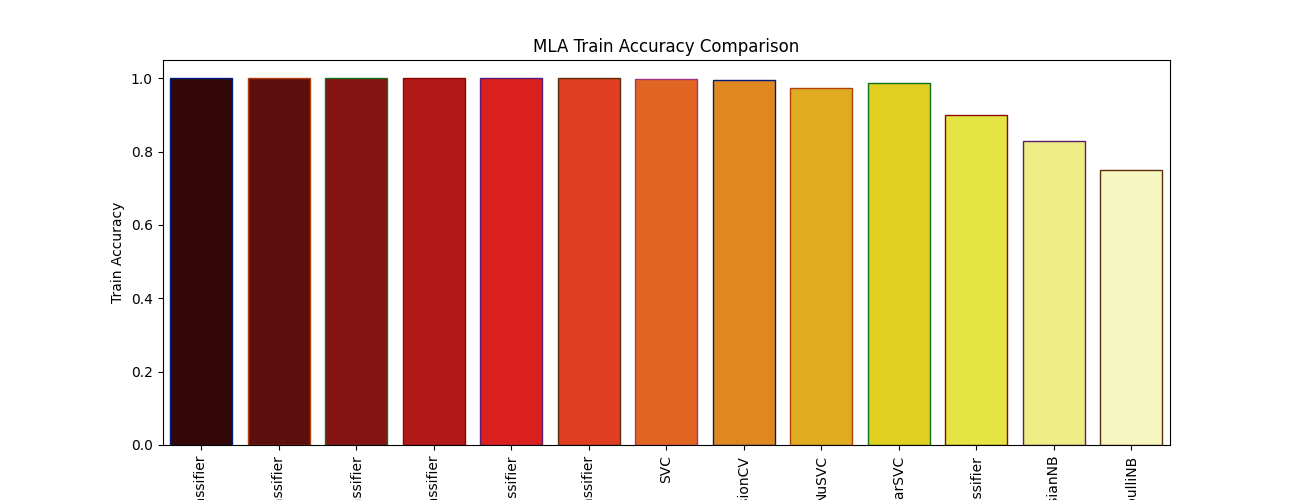 MLA Train Accuracy Comparison
Train Accuracy
1.0
0.8
0.6
0.4
0.2
0.0
ssifier
ssifier
ssifier
ssifier
ssifier
ssifier
SVC
ionCV
NuSVC
arSVC
ssifier
sianNB
ulliNB